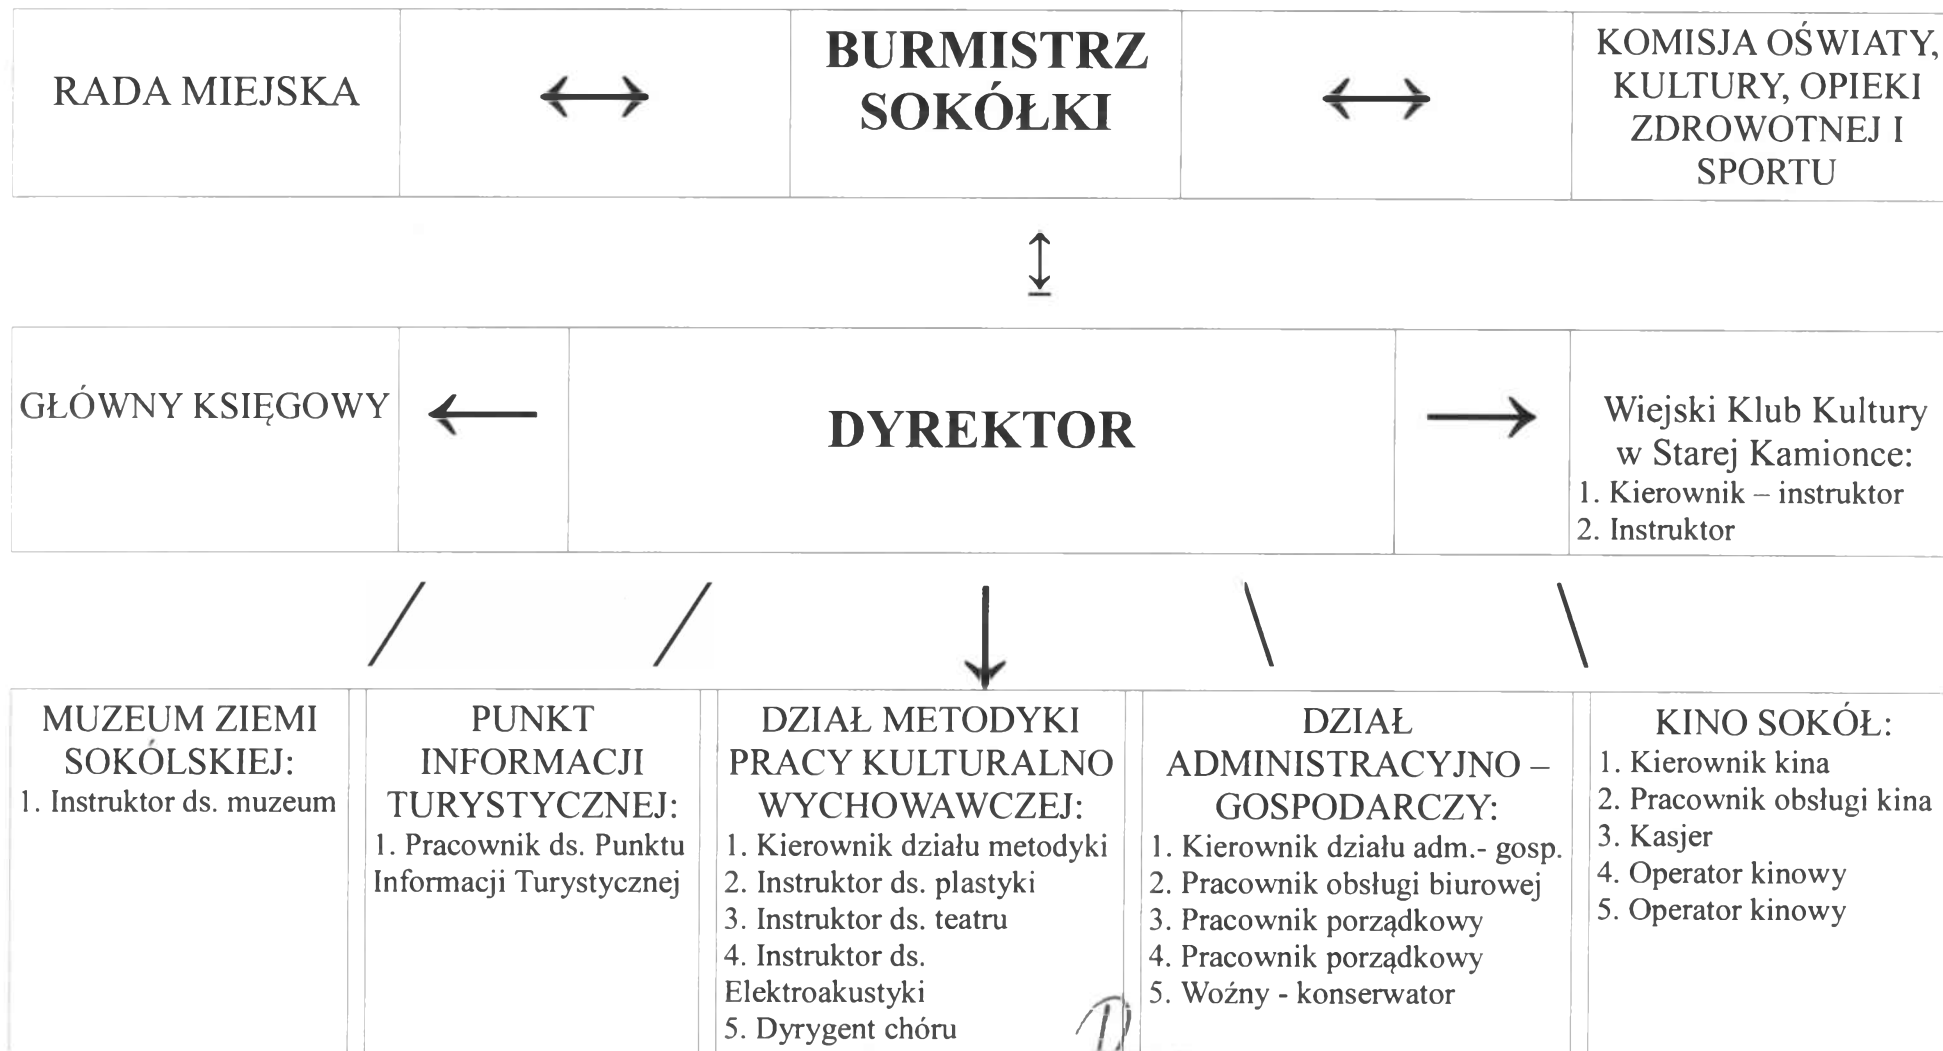 RADA MIEJSKA
BURMISTRZ
SOKÓŁKI
KOMISJA OŚWIATY,
KULTURY, OPIEKI
ZDROWOTNEJ I
SPORTU
GŁÓWNY KSIĘGOWY
DYREKTOR
Wiejski Klub Kultury
w Starej Kamionce:
1. Kierownik – instruktor
2. Instruktor
MUZEUM ZIEMI
SOKÓLSKIEJ:
1. Instruktor ds. muzeum
PUNKT
INFORMACJI
TURYSTYCZNEJ:
1. Pracownik ds. Punktu
Informacji Turystycznej
DZIAŁ METODYKI
PRACY KULTURALNO
WYCHOWAWCZEJ:
1. Kierownik działu metodyki
2. Instruktor ds. plastyki
3. Instruktor ds. teatru
4. Instruktor ds.
Elektroakustyki
5. Dyrygent chóru
DZIAŁ
ADMINISTRACYJNO –
GOSPODARCZY:
1. Kierownik działu adm.- gosp.
2. Pracownik obsługi biurowej
3. Pracownik porządkowy
4. Pracownik porządkowy
5. Woźny - konserwator
KINO SOKÓŁ:
1. Kierownik kina
2. Pracownik obsługi kina
3. Kasjer
4. Operator kinowy
5. Operator kinowy